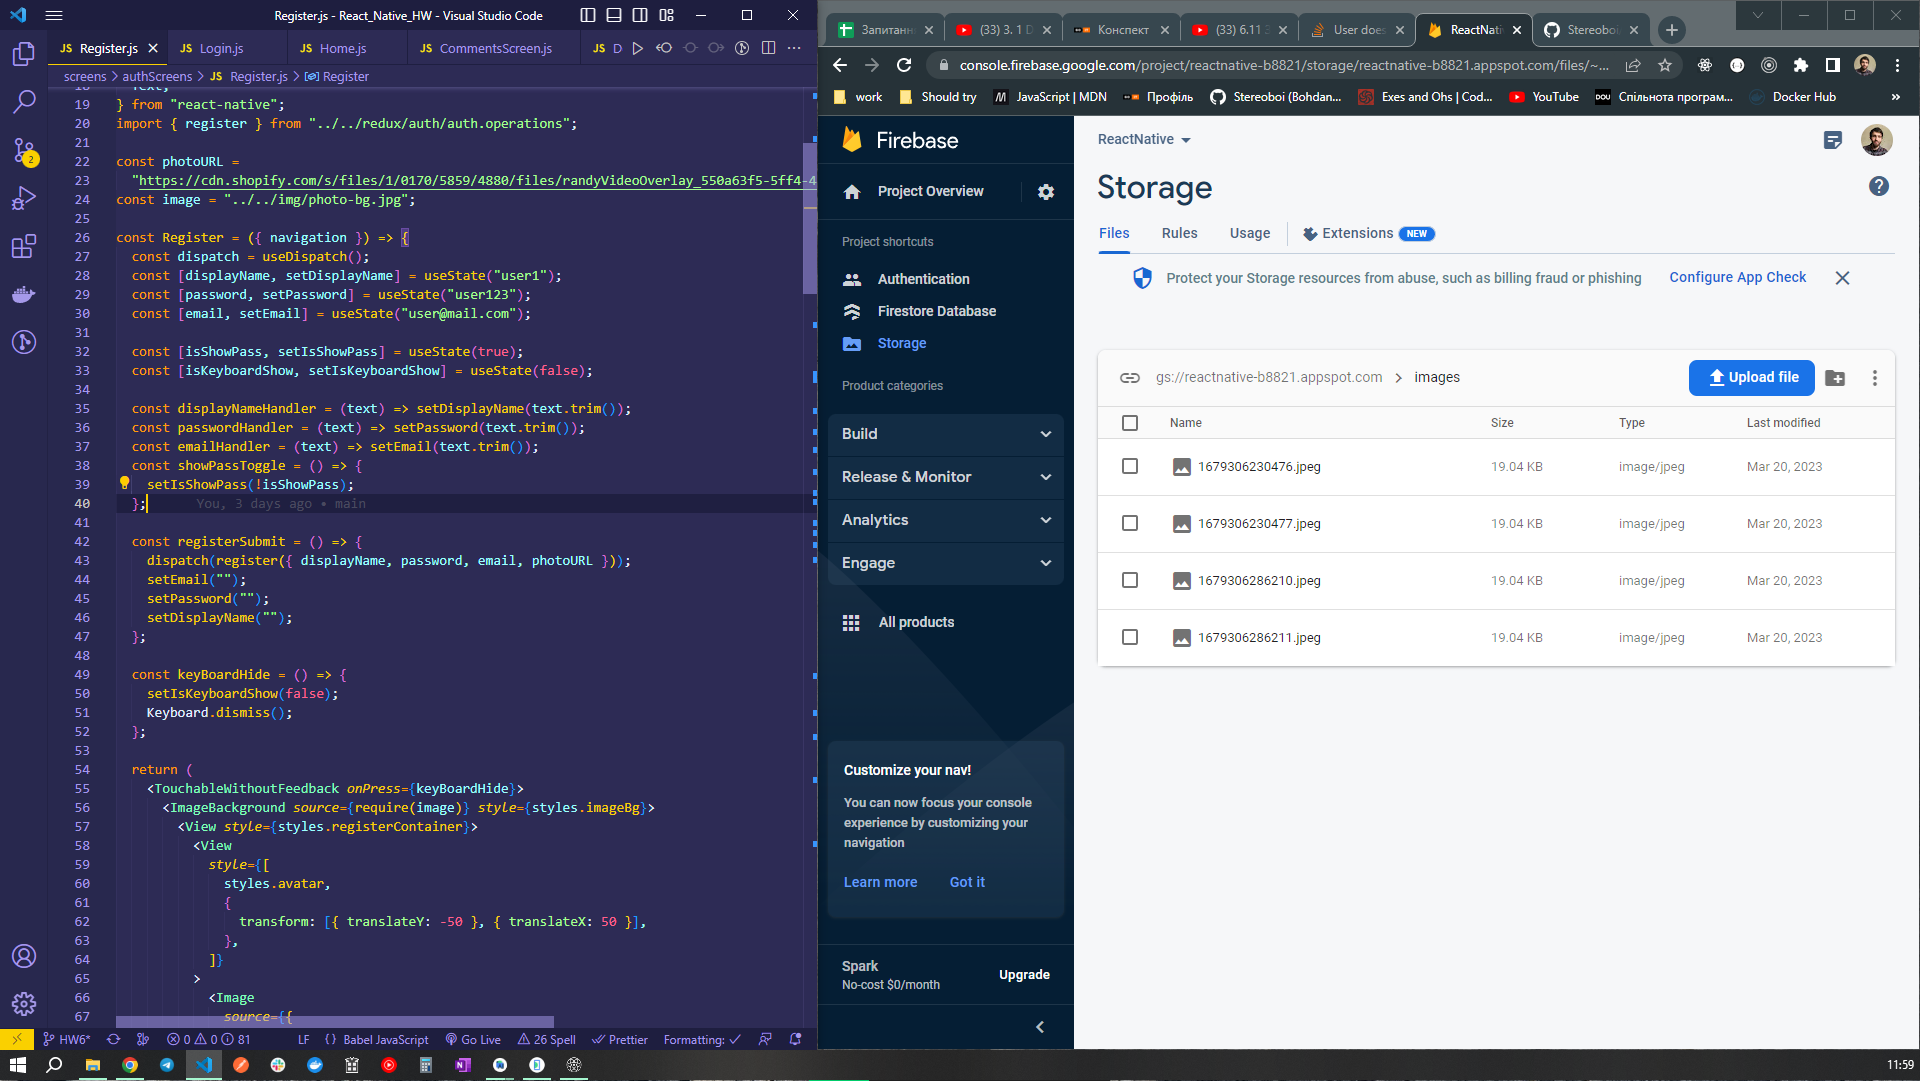 Register.js - React_Native_HW - Visual Studio Code
JS Register.js
JS Login.js
JS Home.js
JS CommentsScreen.js
JS D
screens > authScreens > JS Register.js > Register
18 Text,
19 } from "react-native";
20 import { register } from "../../redux/auth/auth.operations";
21
22 const photoURL =
23 "https://cdn.shopify.com/s/files/1/0170/5859/4880/files/randyVideoOverlay_550a63f5-5ff4-4
24 const image = "../../img/photo-bg.jpg";
25
26 const Register = ({ navigation }) => {
27 const dispatch = useDispatch();
28 const [displayName, setDisplayName] = useState("user1");
29 const [password, setPassword] = useState("user123");
30 const [email, setEmail] = useState("user@mail.com");
31
32 const [isShowPass, setIsShowPass] = useState(true);
33 const [isKeyboardShow, setIsKeyboardShow] = useState(false);
34
35 const displayNameHandler = (text) => setDisplayName(text.trim());
36 const passwordHandler = (text) => setPassword(text.trim());
37 const emailHandler = (text) => setEmail(text.trim());
38 const showPassToggle = () => {
39 setIsShowPass(!isShowPass);
40 }; You, 3 days ago • main
41
42 const registerSubmit = () => {
43 dispatch(register({ displayName, password, email, photoURL }));
44 setEmail("");
45 setPassword("");
46 setDisplayName("");
47 };
48
49 const keyBoardHide = () => {
50 setIsKeyboardShow(false);
51 Keyboard.dismiss();
52 };
53
54 return (
55 <TouchableWithoutFeedback onPress={keyBoardHide}>
56 <ImageBackground source={require(image)} style={styles.imageBg}>
57 <View style={styles.registerContainer}>
58 <View
59 style={[
60 styles.avatar,
61 {
62 transform: [{ translateY: -50 }, { translateX: 50 }],
63 },
64 ]}
65 >
66 <Image
67 source={{
2
HW6*
0 0 81
LF
{ } Babel JavaScript
Go Live
26 Spell
Prettier
Formatting:
Запитанн
(33) 3. 1 D
Конспект
(33) 6.11 3
User does
ReactNati
Stereoboi
console.firebase.google.com/project/reactnative-b8821/storage/reactnative-b8821.appspot.com/files/~...
work
Should try
JavaScript | MDN
Профіль
Stereoboi (Bohdan...
Exes and Ohs | Cod...
YouTube
DOU Спільнота програм...
Docker Hub
»
Firebase
Project Overview
Project shortcuts
Authentication
Firestore Database
Storage
Product categories
Build
Release & Monitor
Analytics
Engage
All products
Customize your nav!
You can now focus your console
experience by customizing your
navigation
Learn more
Got it
Spark
No-cost $0/month
Upgrade
ReactNative
Storage
Files
Rules
Usage
Extensions NEW
Protect your Storage resources from abuse, such as billing fraud or phishing
Configure App Check
gs://reactnative-b8821.appspot.com > images
Upload file
Name Size Type Last modified
1679306230476.jpeg 19.04 KB image/jpeg Mar 20, 2023
1679306230477.jpeg 19.04 KB image/jpeg Mar 20, 2023
1679306286210.jpeg 19.04 KB image/jpeg Mar 20, 2023
1679306286211.jpeg 19.04 KB image/jpeg Mar 20, 2023
11:59